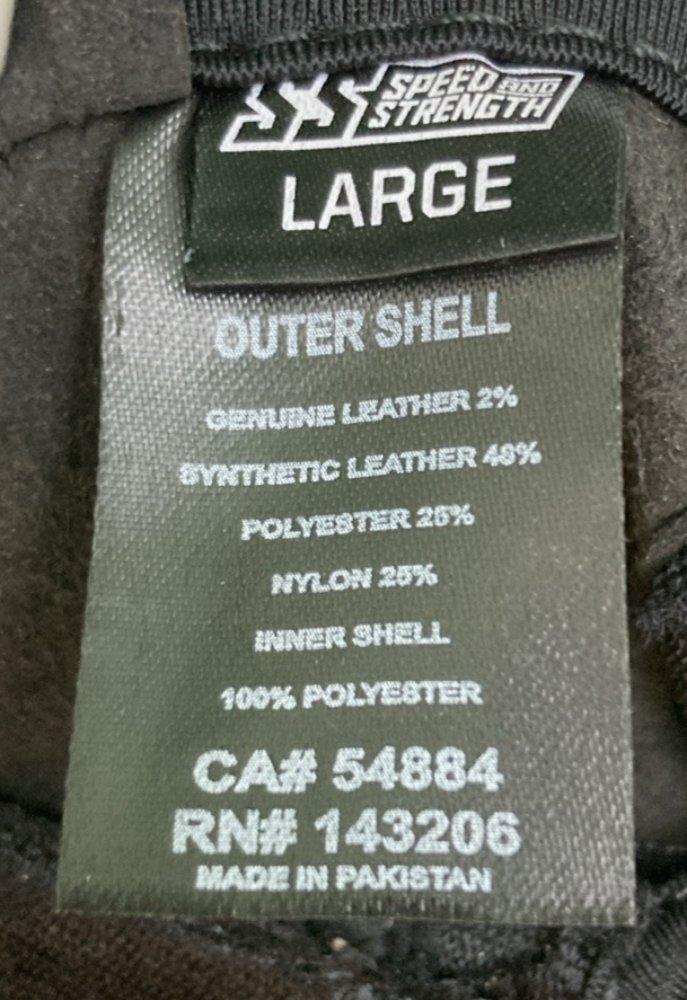 SS SPEED AND
STRENGTH
LARGE
OUTER SHELL
GENUINE LEATHER 2%
SYNTHETIC LEATHER 48%
POLYESTER 25%
NYLON 25%
INNER SHELL
100% POLYESTER
CA# 54884
RN# 143206
MADE IN PAKISTAN